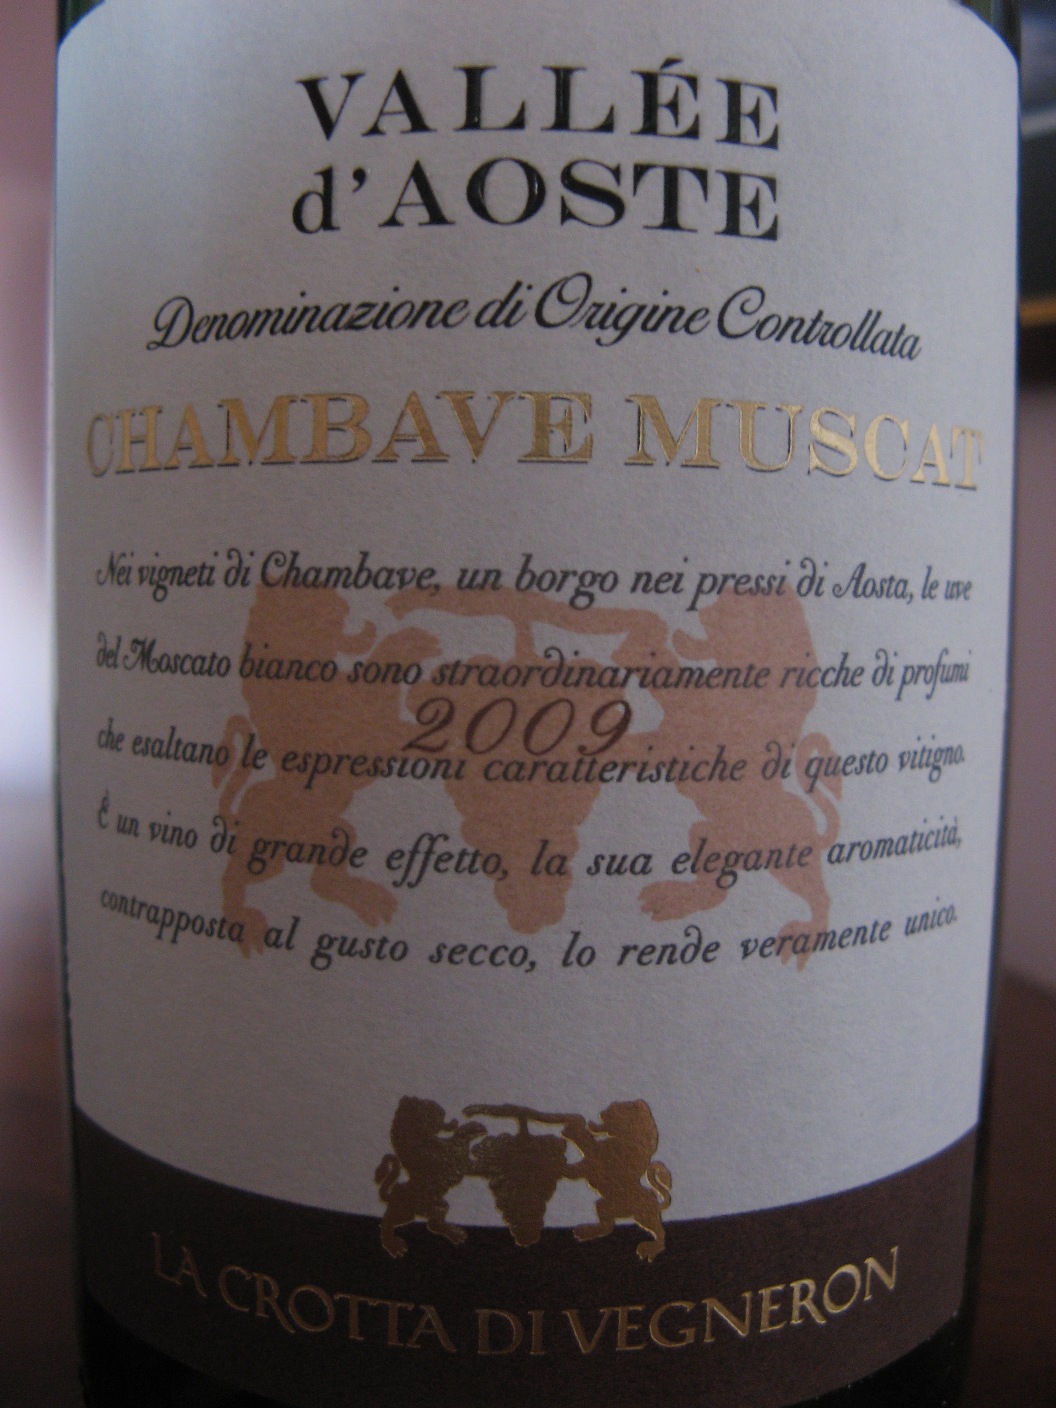 VALLÉE
d'AOSTE
Denominazione di Origine Controllata
CHAMBAVE MUSCAT
Nei vigneti di Chambave, un borgo nei pressi di Aosta, le uve
del Moscato bianco sono straordinariamente ricche di profumi
2009
che esaltano le espressioni caratteristiche di questo vitigno.
È un vino di grande effetto, la sua elegante aromaticità,
contrapposta al gusto secco, lo rende veramente unico.
LA CROTTA DI VEGNERON